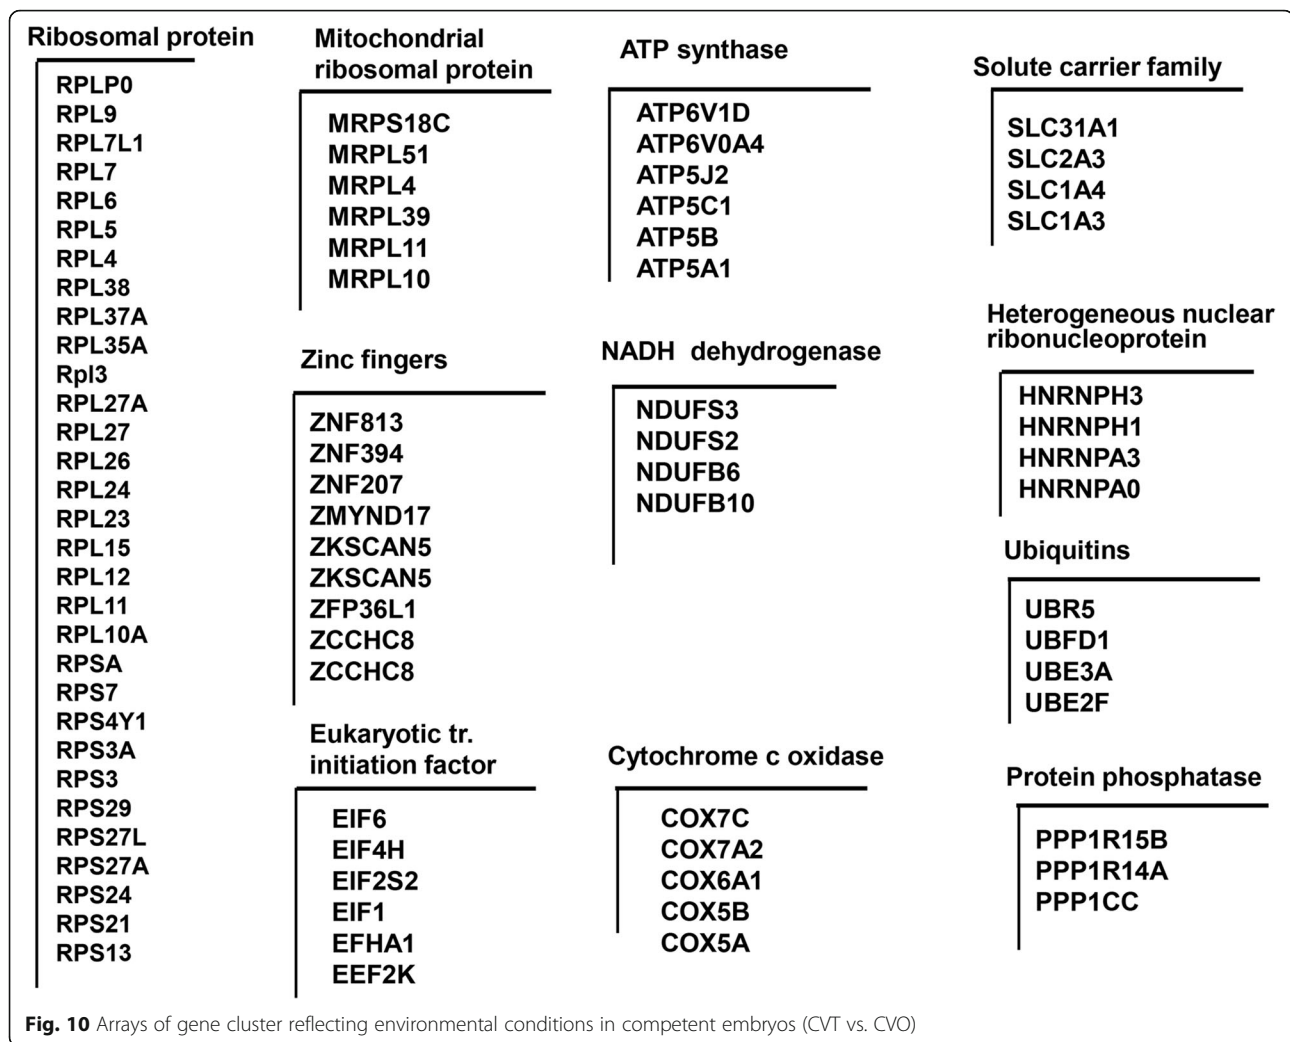 Ribosomal protein
RPLP0
RPL9
RPL7L1
RPL7
RPL6
RPL5
RPL4
RPL38
RPL37A
RPL35A
Rpl3
RPL27A
RPL27
RPL26
RPL24
RPL23
RPL15
RPL12
RPL11
RPL10A
RPSA
RPS7
RPS4Y1
RPS3A
RPS3
RPS29
RPS27L
RPS27A
RPS24
RPS21
RPS13
Mitochondrial
ribosomal protein
MRPS18C
MRPL51
MRPL4
MRPL39
MRPL11
MRPL10
Zinc fingers
ZNF813
ZNF394
ZNF207
ZMYND17
ZKSCAN5
ZKSCAN5
ZFP36L1
ZCCHC8
ZCCHC8
Eukaryotic tr.
initiation factor
EIF6
EIF4H
EIF2S2
EIF1
EFHA1
EEF2K
ATP synthase
ATP6V1D
ATP6V0A4
ATP5J2
ATP5C1
ATP5B
ATP5A1
NADH dehydrogenase
NDUFS3
NDUFS2
NDUFB6
NDUFB10
Cytochrome c oxidase
COX7C
COX7A2
COX6A1
COX5B
COX5A
Solute carrier family
SLC31A1
SLC2A3
SLC1A4
SLC1A3
Heterogeneous nuclear
ribonucleoprotein
HNRNPH3
HNRNPH1
HNRNPA3
HNRNPA0
Ubiquitins
UBR5
UBFD1
UBE3A
UBE2F
Protein phosphatase
PPP1R15B
PPP1R14A
PPP1CC
Fig. 10 Arrays of gene cluster reflecting environmental conditions in competent embryos (CVT vs. CVO)